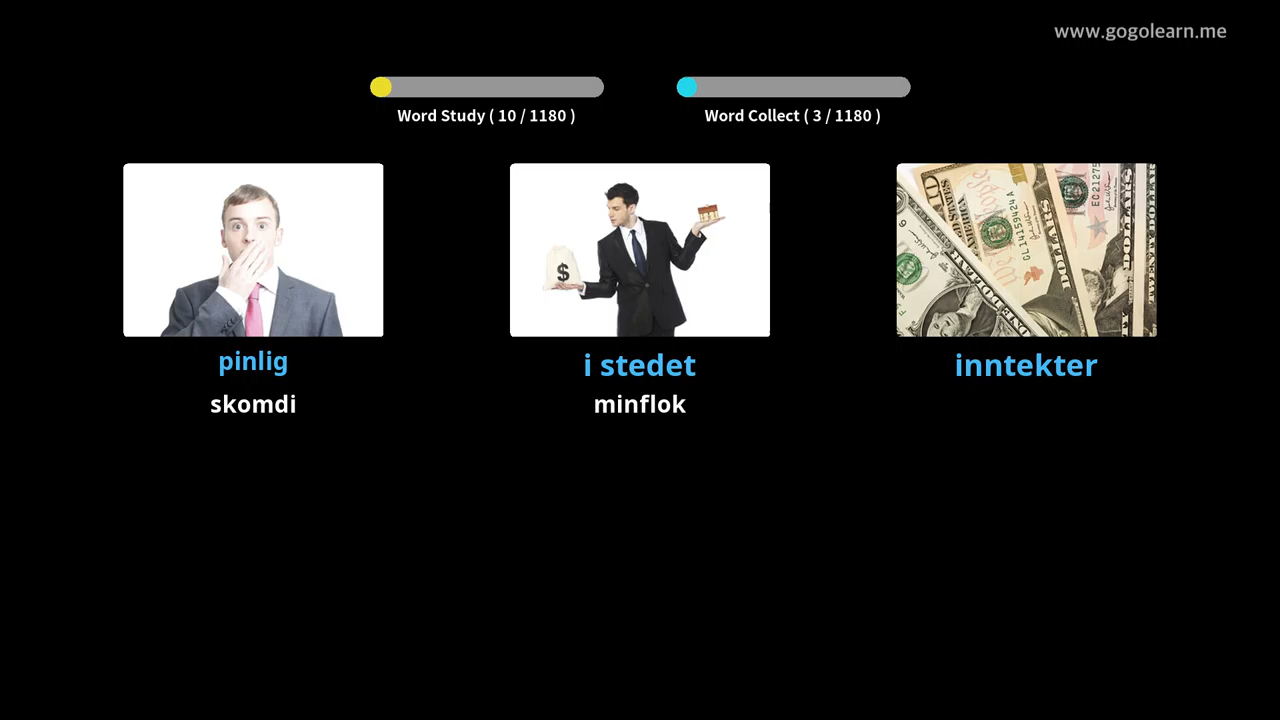 www.gogolearn.me
Word Study ( 10 / 1180 )
Word Collect ( 3 / 1180 )
pinlig
i stedet
inntekter
skomdi
minflok